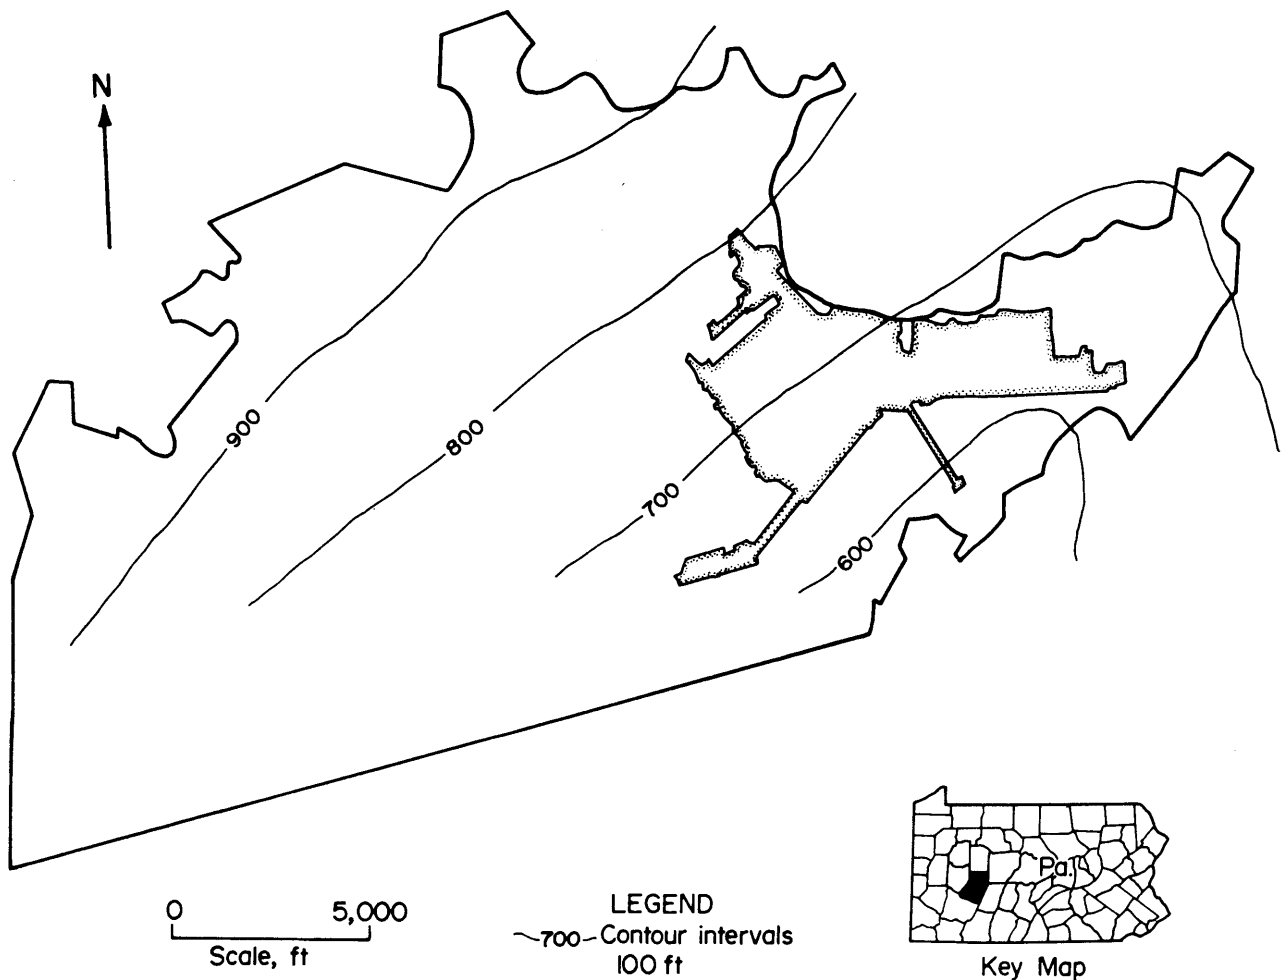 N
900
800
700
600
0 5,000
Scale, ft
LEGEND
700 Contour intervals
100 ft
Pa.
Key Map